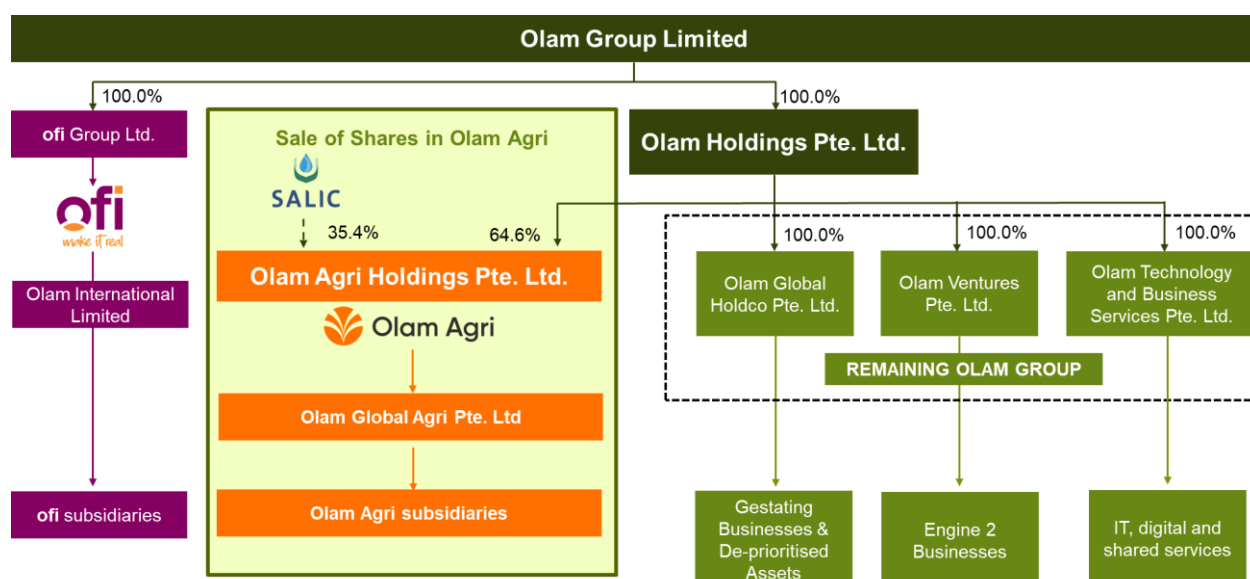 Olam Group Limited
100.0%
100.0%
ofi Group Ltd.
Sale of Shares in Olam Agri
Olam Holdings Pte. Ltd.
SALIC
ofi
make it real
35.4%
64.6%
100.0%
100.0%
100.0%
Olam International
Limited
Olam Agri Holdings Pte. Ltd.
Olam Global
Holdco Pte. Ltd.
Olam Ventures
Pte. Ltd.
Olam Technology
and Business
Services Pte. Ltd.
Olam Agri
REMAINING OLAM GROUP
Olam Global Agri Pte. Ltd
ofi subsidiaries
Olam Agri subsidiaries
Gestating
Businesses &
De-prioritised
Assets
Engine 2
Businesses
IT, digital and
shared services